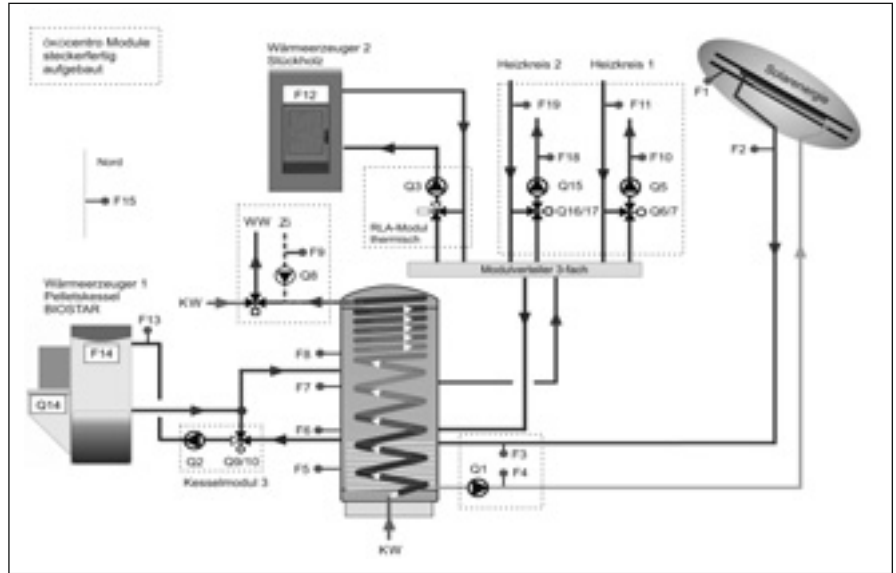 ökocentro Module
steckerfertig
aufgebaut
Wärmeerzeuger 2
Stückholz
F12
Heizkreis 2
Heizkreis 1
F19
F11
F18
F10
Q3
Q15
Q5
Q16/17
Q6/7
RLA-Modul
thermisch
Modulverteiler 3-fach
Solarenergie
F1
F2
Nord
F15
WW
Zi
F9
Q8
KW
Wärmeerzeuger 1
Pelletskessel
BIOSTAR
F13
F14
Q14
F8
F7
F6
F5
Q2
Q9/10
Kesselmodul 3
Q1
F3
F4
KW